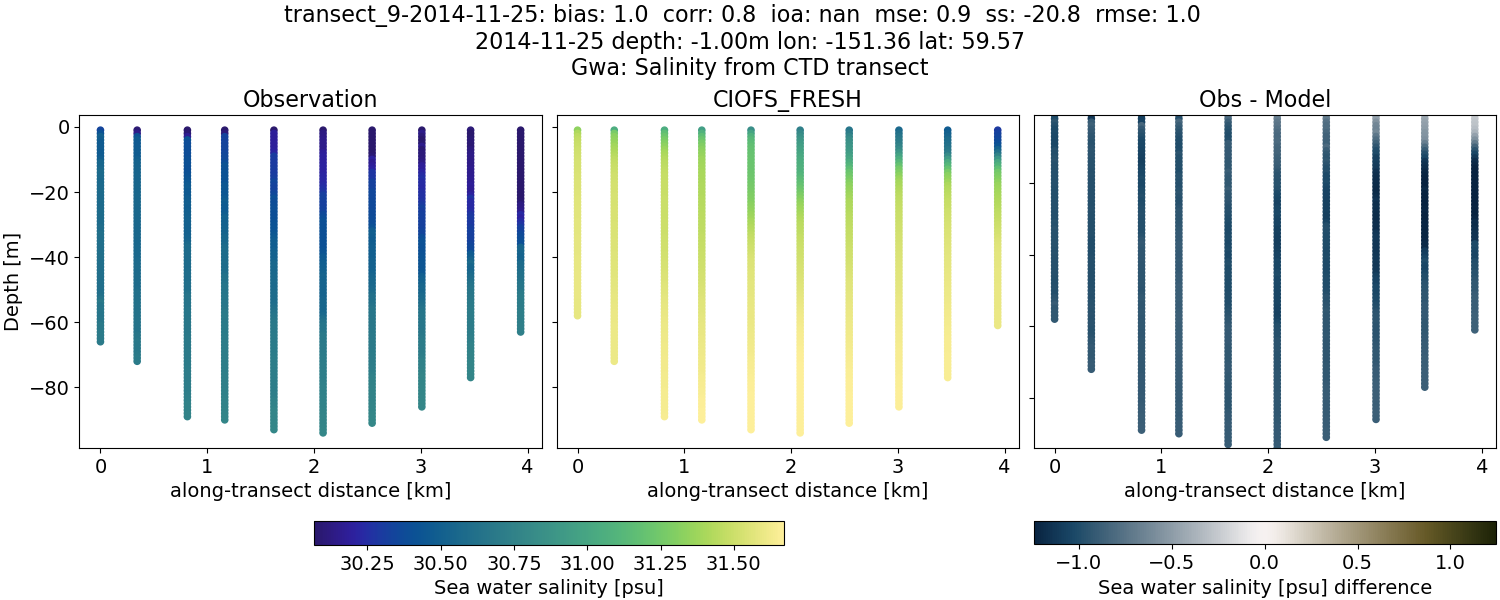 transect_9-2014-11-25: bias: 1.0 corr: 0.8 ioa: nan mse: 0.9 ss: -20.8 rmse: 1.0
2014-11-25 depth: -1.00m lon: -151.36 lat: 59.57
Gwa: Salinity from CTD transect
Observation
CIOFS_FRESH
Obs - Model
Depth [m]
0
−20
−40
−60
−80
0 1 2 3 4
0 1 2 3 4
0 1 2 3 4
along-transect distance [km]
along-transect distance [km]
along-transect distance [km]
30.25 30.50 30.75 31.00 31.25 31.50
Sea water salinity [psu]
−1.0 −0.5 0.0 0.5 1.0
Sea water salinity [psu] difference